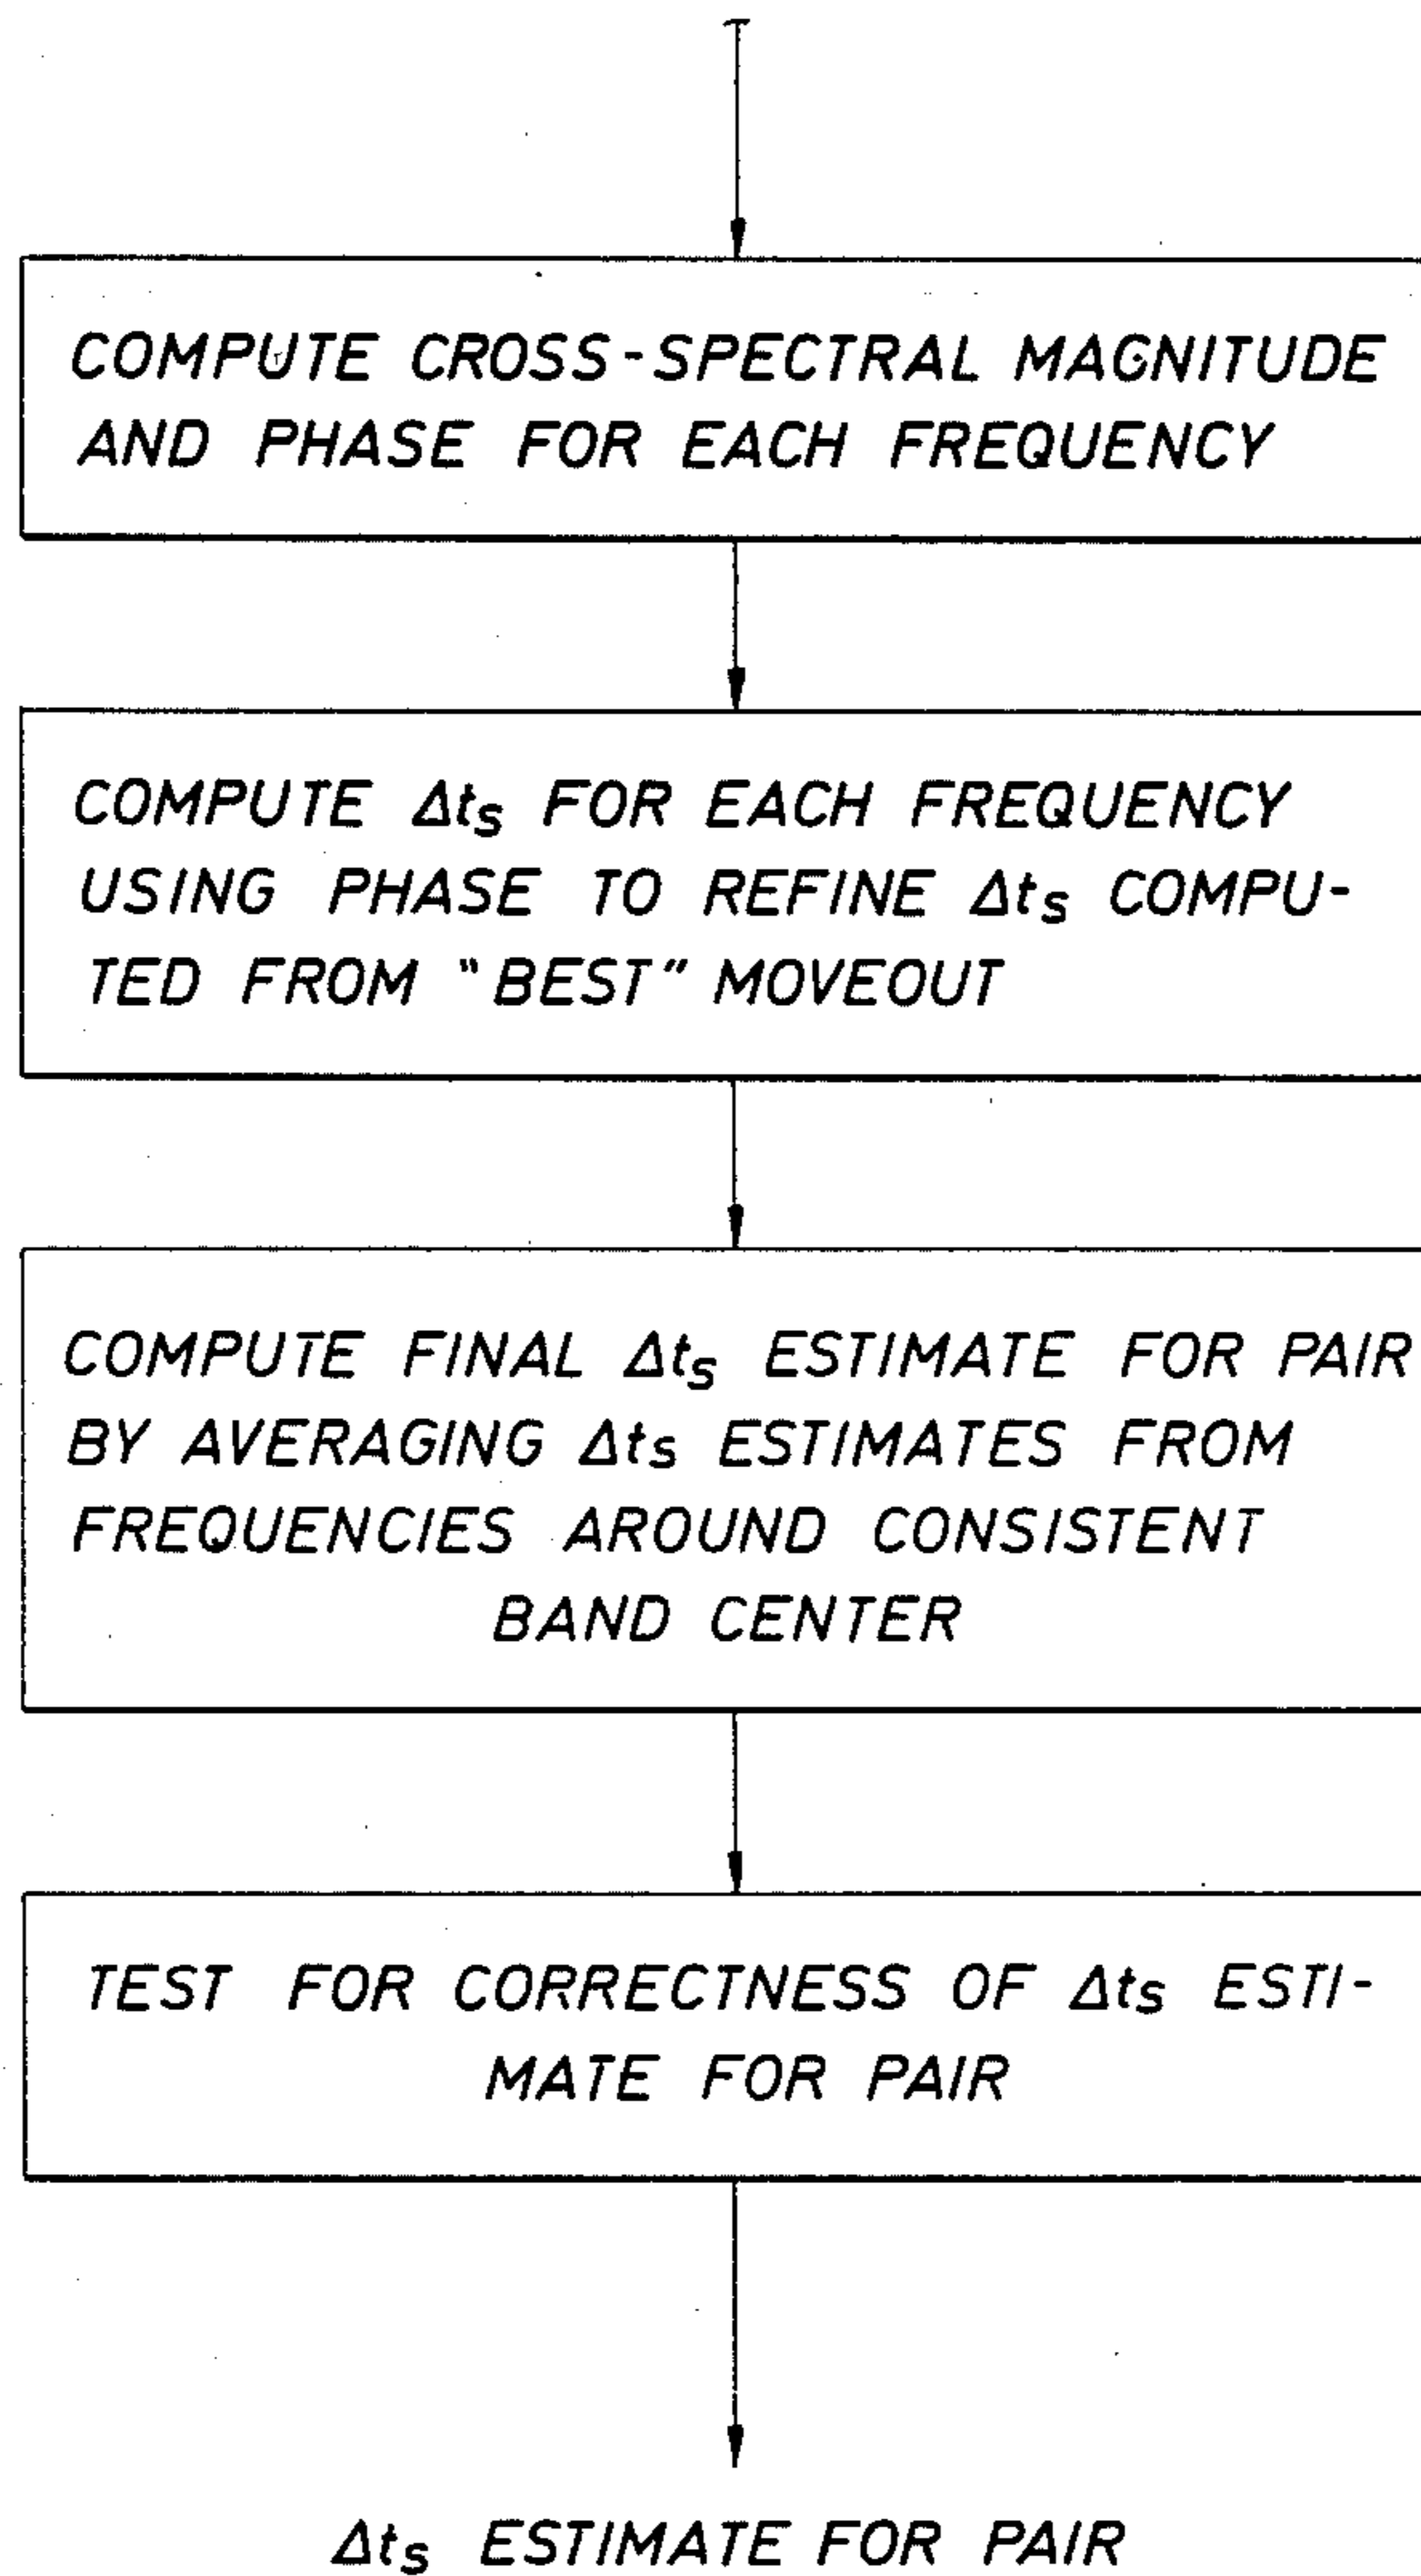 COMPUTE CROSS-SPECTRAL MAGNITUDE
AND PHASE FOR EACH FREQUENCY
COMPUTE Δts FOR EACH FREQUENCY
USING PHASE TO REFINE Δts COMPU-
TED FROM "BEST" MOVEOUT
COMPUTE FINAL Δts ESTIMATE FOR PAIR
BY AVERAGING Δts ESTIMATES FROM
FREQUENCIES AROUND CONSISTENT
BAND CENTER
TEST FOR CORRECTNESS OF Δts ESTI-
MATE FOR PAIR
Δts ESTIMATE FOR PAIR